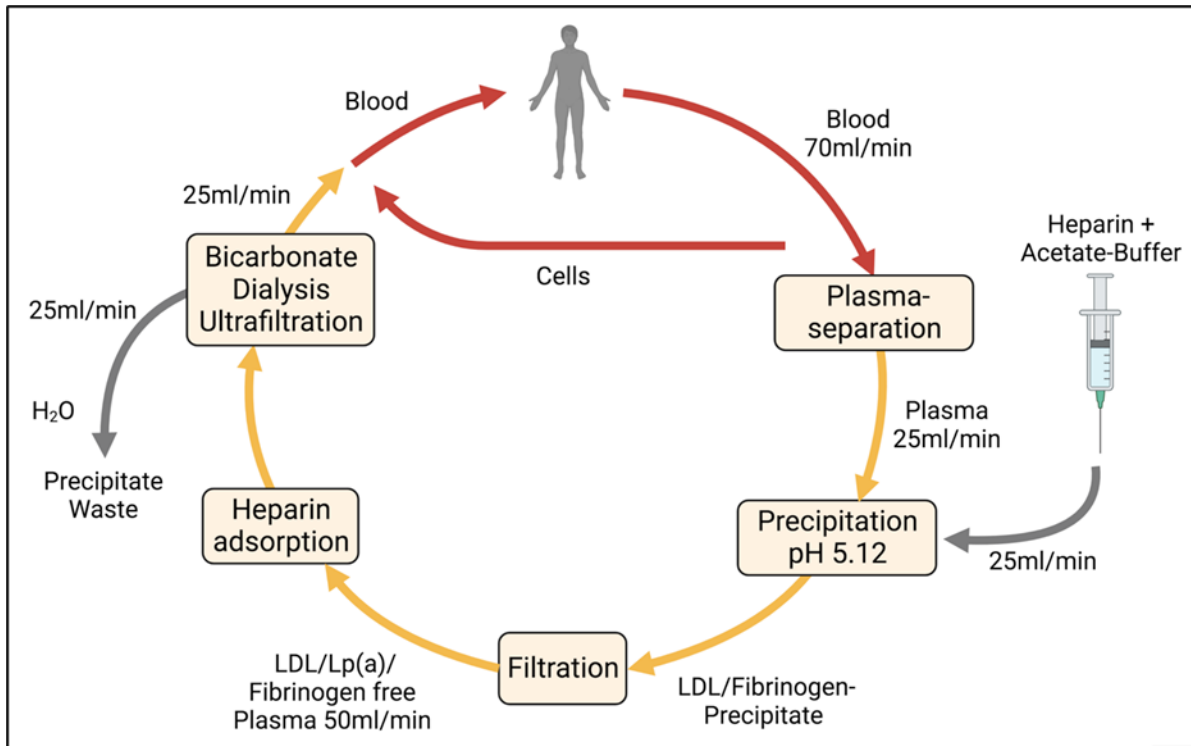 Blood
Blood
70ml/min
25ml/min
Heparin +
Acetate-Buffer
Bicarbonate
Dialysis
Ultrafiltration
Cells
Plasma-
separation
25ml/min
H₂O
Plasma
25ml/min
Precipitate
Waste
Heparin
adsorption
Precipitation
pH 5.12
25ml/min
LDL/Lp(a)/
Fibrinogen free
Plasma 50ml/min
Filtration
LDL/Fibrinogen-
Precipitate